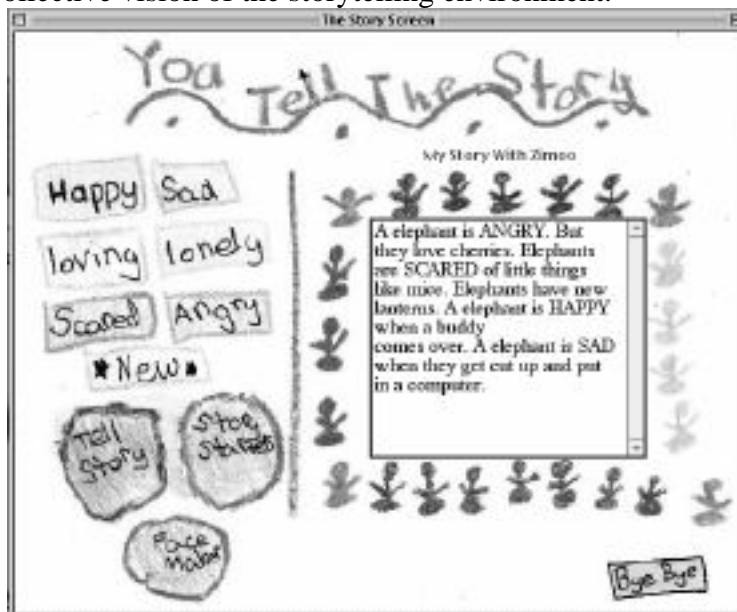 ollective vision of the storytelling environment.
The Story Screen
You Tell The Story
My Story With Zimoo
Happy Sad
loving lonely
Scared Angry
New
Tell Story
Story Starters
Face Maker
A elephant is ANGRY. But
they love cherries. Elephants
are SCARED of little things
like mice. Elephants have new
lanterns. A elephant is HAPPY
when a buddy
comes over. A elephant is SAD
when they get cut up and put
in a computer.
Bye Bye